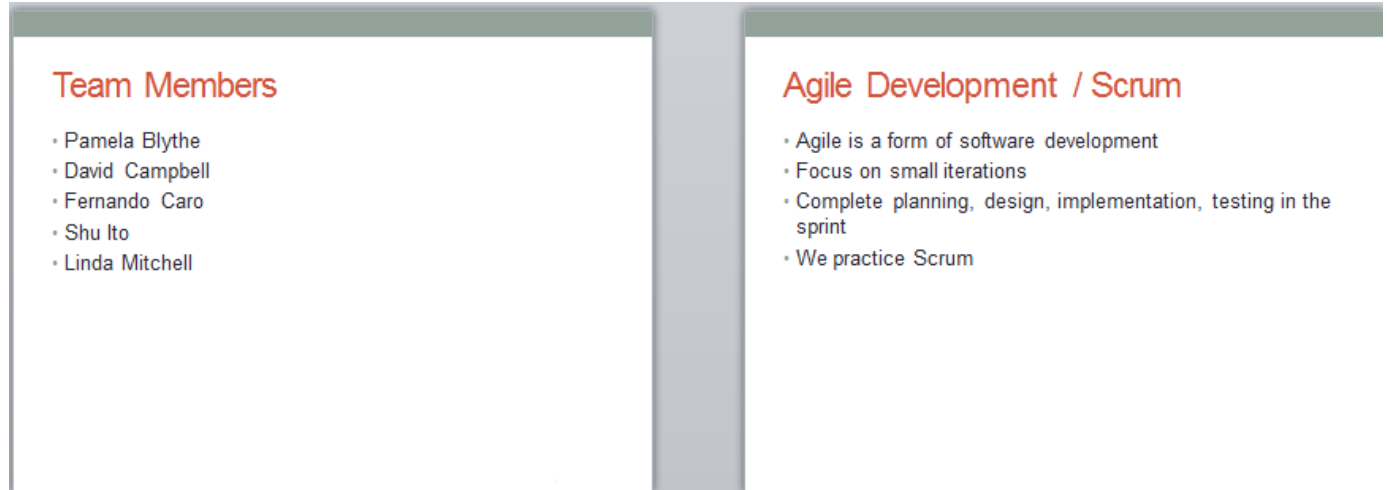 Team Members
• Pamela Blythe
• David Campbell
• Fernando Caro
• Shu Ito
• Linda Mitchell
Agile Development / Scrum
• Agile is a form of software development
• Focus on small iterations
• Complete planning, design, implementation, testing in the
sprint
• We practice Scrum